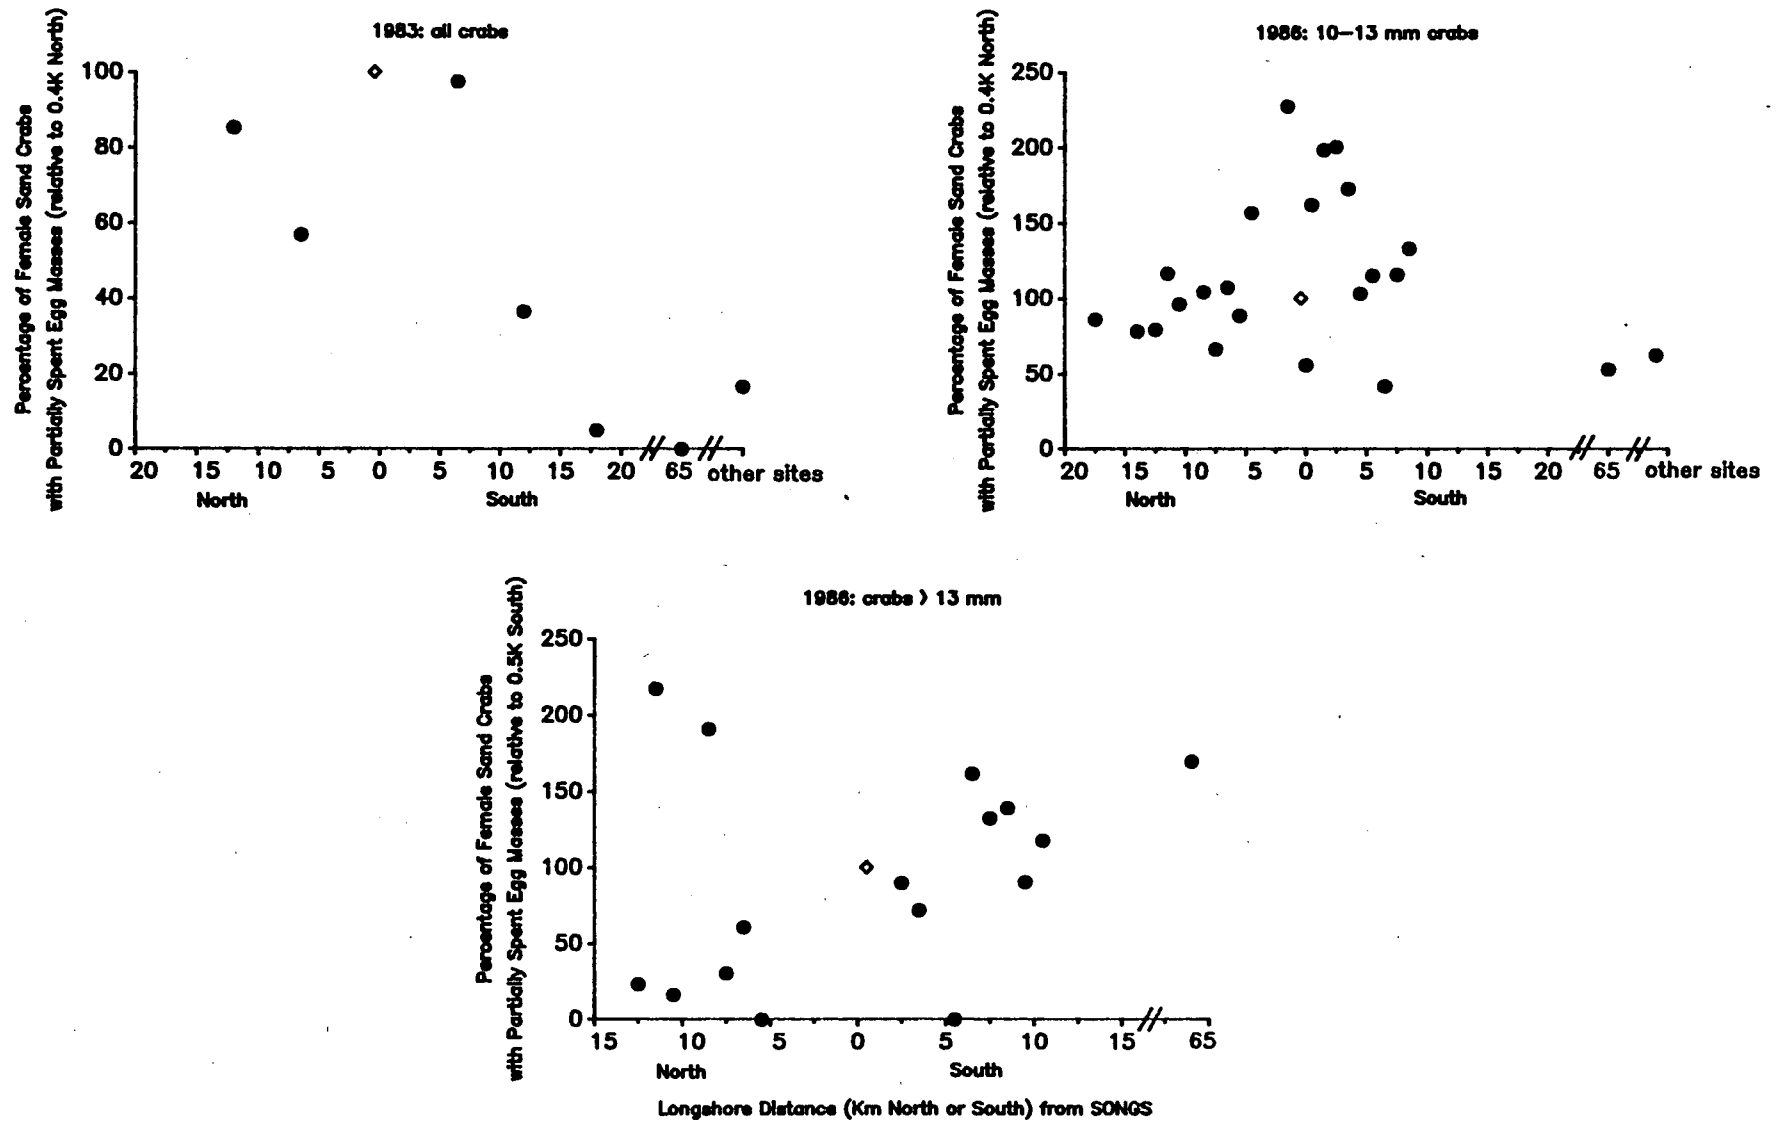 1983: all crabs
Percentage of Female Sand Crabs
with Partially Spent Egg Masses (relative to 0.4K North)
100
80
60
40
20
0
20 15 10 5 0 5 10 15 20 65 other sites
North South
1986: 10-13 mm crabs
Percentage of Female Sand Crabs
with Partially Spent Egg Masses (relative to 0.4K North)
250
200
150
100
50
0
20 15 10 5 0 5 10 15 20 65 other sites
North South
1986: crabs > 13 mm
Percentage of Female Sand Crabs
with Partially Spent Egg Masses (relative to 0.5K South)
250
200
150
100
50
0
15 10 5 0 5 10 15 65
North South
Longshore Distance (Km North or South) from SONGS